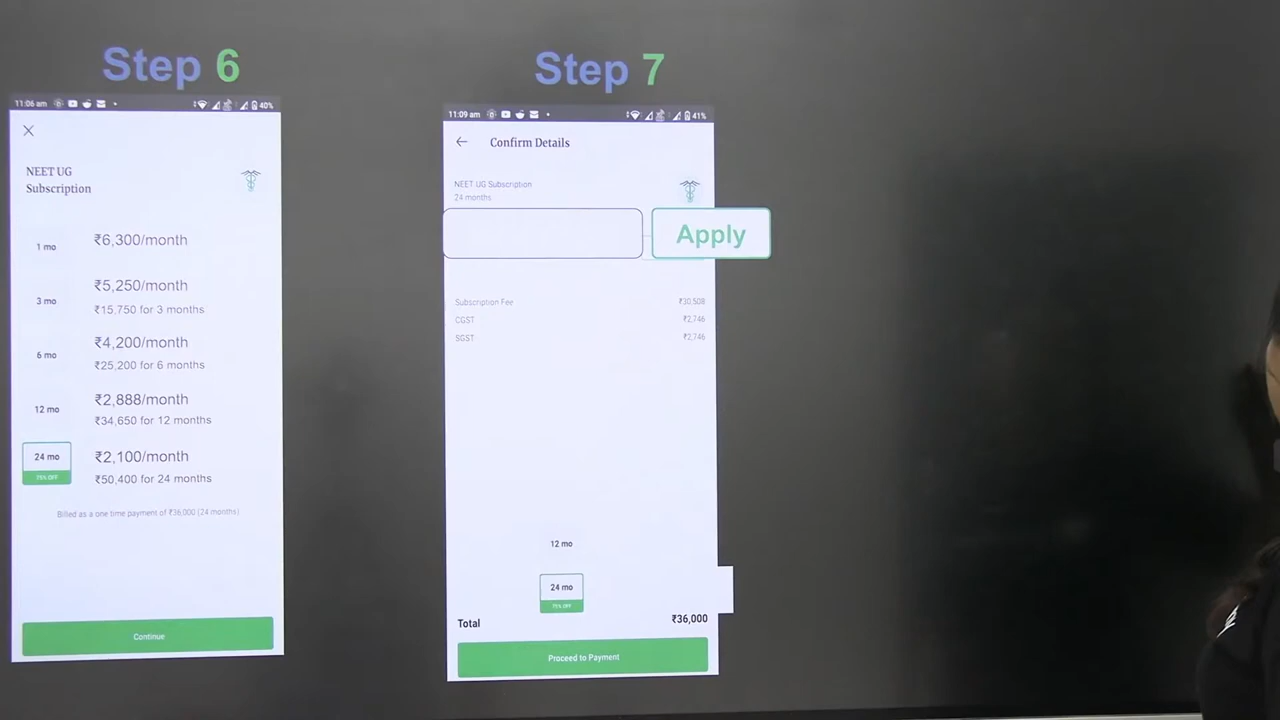 Step 6
11:06 am
40%
NEET UG
Subscription
1 mo
₹6,300/month
3 mo
₹5,250/month
₹15,750 for 3 months
6 mo
₹4,200/month
₹25,200 for 6 months
12 mo
₹2,888/month
₹34,650 for 12 months
24 mo
75% OFF
₹2,100/month
₹50,400 for 24 months
Billed as a one time payment of ₹36,000 (24 months)
Continue
Step 7
11:09 am
41%
Confirm Details
NEET UG Subscription
24 months
Apply
Subscription Fee ₹30,508
CGST ₹2,746
SGST ₹2,746
12 mo
24 mo
75% OFF
Total ₹36,000
Proceed to Payment